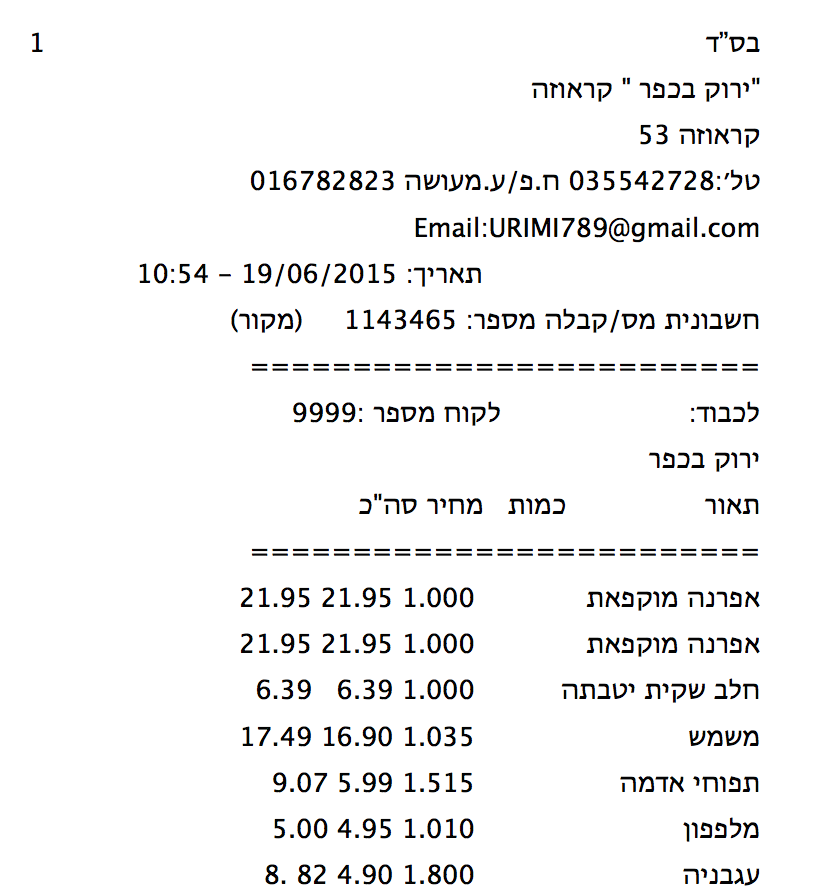 בס”ד 1
"ירוק בכפר " קראוזה
קראוזה 53
טל’:035542728 ח.פ/ע.מעושה 016782823
Email:URIMI789@gmail.com
תאריך: 19/06/2015 – 10:54
חשבונית מס/קבלה מספר: 1143465 (מקור)
=========================
לכבוד: לקוח מספר :9999
ירוק בכפר
תאור כמות מחיר סה"כ
=========================
אפרנה מוקפאת 1.000 21.95 21.95
אפרנה מוקפאת 1.000 21.95 21.95
חלב שקית יטבתה 1.000 6.39 6.39
משמש 1.035 16.90 17.49
תפוחי אדמה 1.515 5.99 9.07
מלפפון 1.010 4.95 5.00
עגבניה 1.800 4.90 8. 82